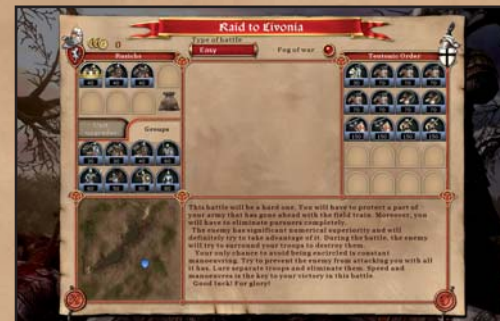 Raid to Livonia
0
Type of battle
Easy
Fog of war
Teutonic Order
Groups
This battle will be a hard one. You will have to protect a part of
your army that has gone ahead with the field train. Moreover, you
will have to eliminate pursuers completely.
The enemy has significant numerical superiority and will
definitely try to take advantage of it. During the battle, the enemy
will try to surround your troops to destroy them.
Your only chance to avoid being encircled is constant
manoeuvring. Try to prevent the enemy from attacking you with all
it has. Lure separate troops and eliminate them. Speed and
manoeuvres is the key to your victory in this battle.
Good luck! For glory!